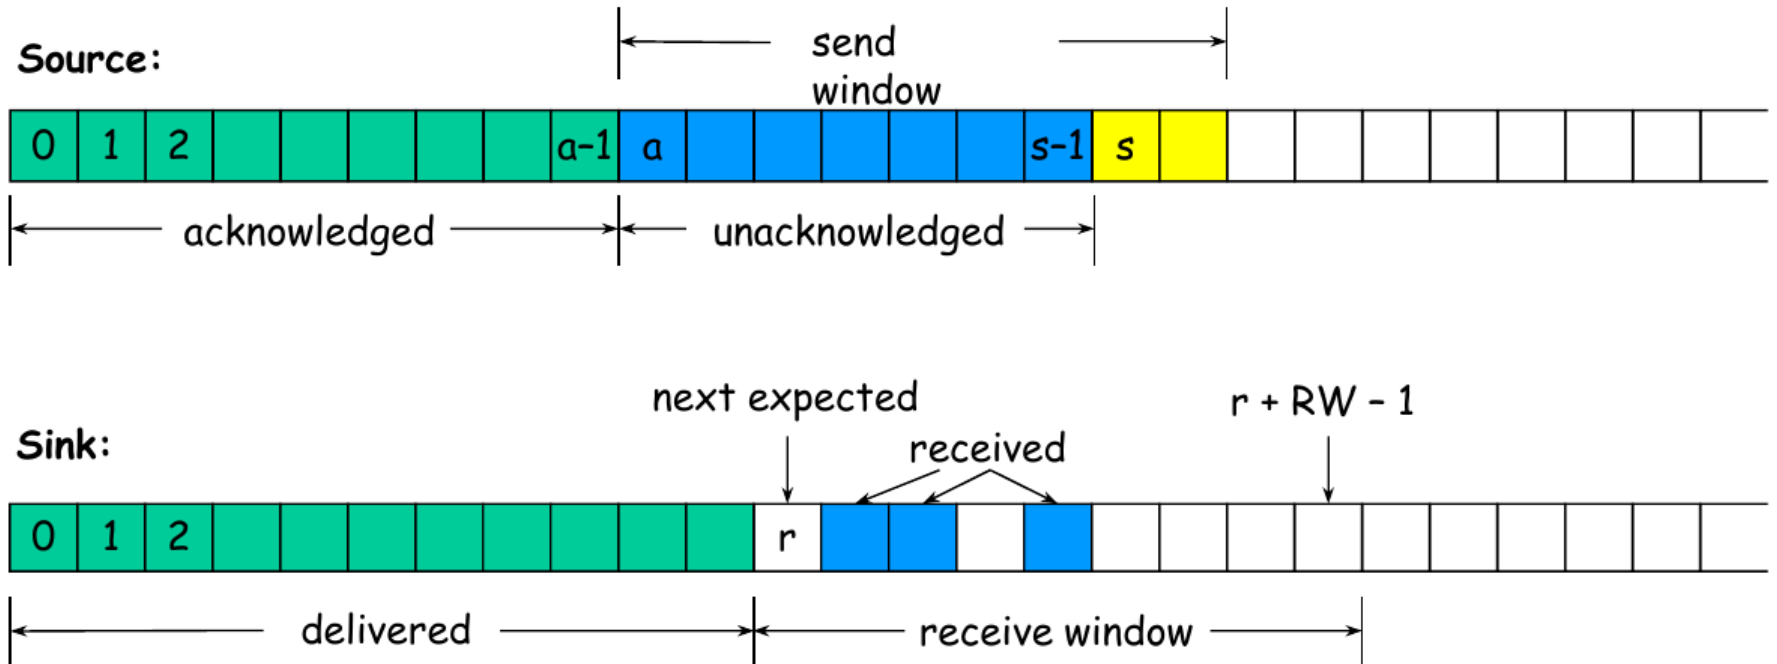 send
window
Source:
0 1 2 a-1 a s-1 s
acknowledged unacknowledged
next expected r + RW - 1
Sink: received
0 1 2 r
delivered receive window